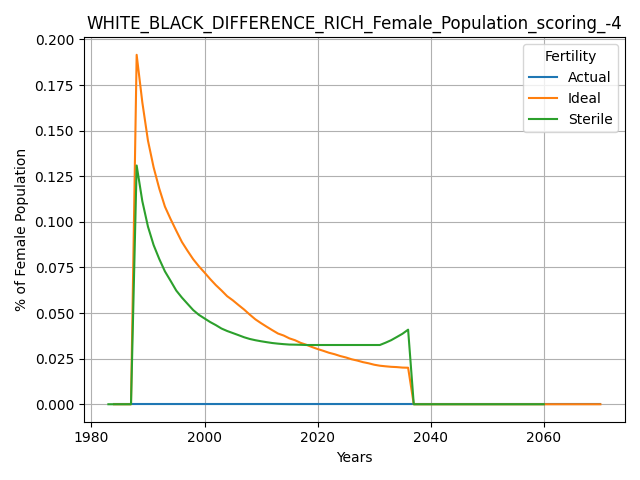 WHITE_BLACK_DIFFERENCE_RICH_Female_Population_scoring_-4
% of Female Population
0.200
0.175
0.150
0.125
0.100
0.075
0.050
0.025
0.000
Fertility
Actual
Ideal
Sterile
1980
2000
2020
2040
2060
Years